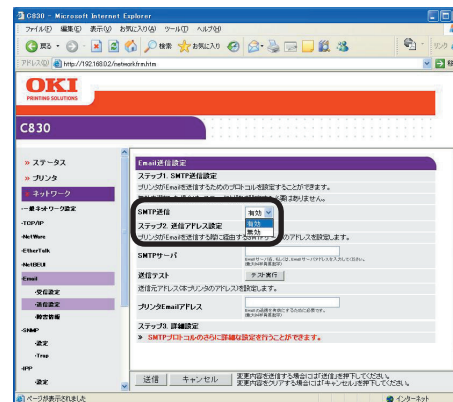 C830 - Microsoft Internet Explorer
ファイル(F) 編集(E) 表示(V) お気に入り(A) ツール(T) ヘルプ(H)
戻る 検索 お気に入り
アドレス(D) http://192.168.0.2/network/frm.htm
OKI
PRINTING SOLUTIONS
C830
» ステータス
» プリンタ
» ネットワーク
-一般ネットワーク設定
-TCP/IP
-NetWare
-EtherTalk
-NetBEUI
-Email
-受信設定
-送信設定
-障害情報
-SNMP
-設定
-Trap
-IPP
-設定
Email送信設定
ステップ1. SMTP送信設定
プリンタがEmailを送信するためのプロトコルを設定することができます。
要はありません。
SMTP送信 有効
有効
無効
ステップ2. 送信アドレス設定
プリンタがEmailを送信する際に経由するSMTPサーバのアドレスを設定します。
SMTPサーバ
送信テスト テスト実行
送信元アドレス(本プリンタのアドレス)を設定します。
プリンタEmailアドレス
ステップ3. 詳細設定
» SMTPプロトコルのさらに詳細な設定を行うことができます。
送信 キャンセル
変更内容を送信する場合には「送信」を押下してください。
変更内容をクリアする場合には「キャンセル」を押下してください。
ページが表示されました インターネット